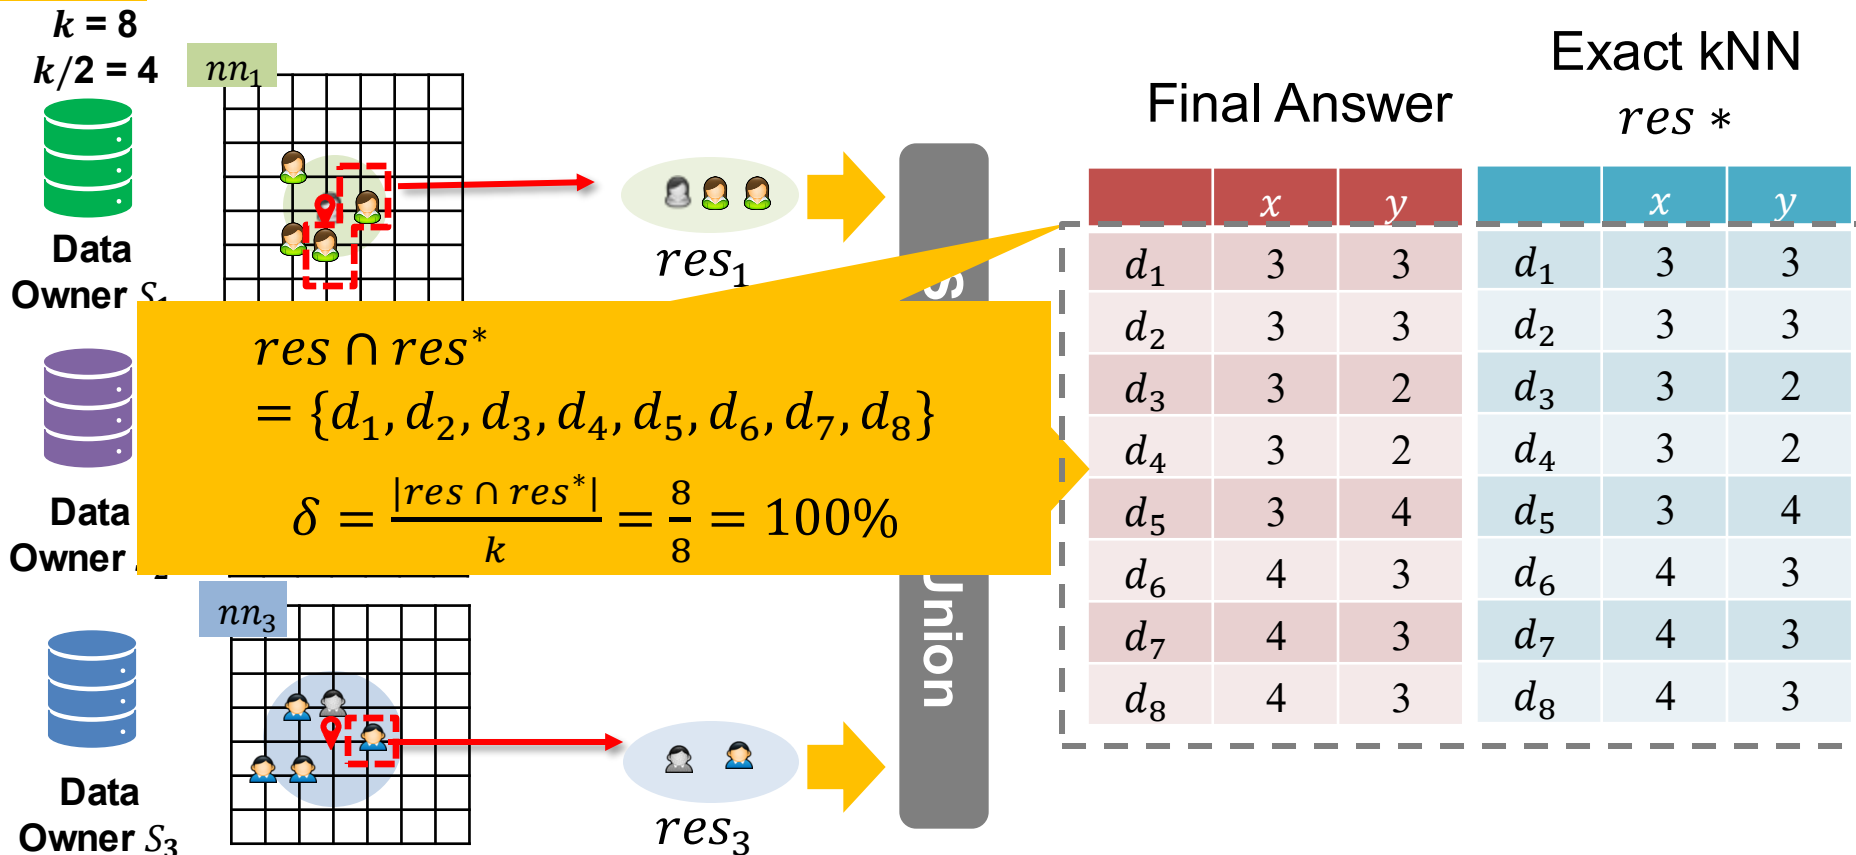 k = 8
k/2 = 4
nn₁
Data
Owner S₁
res₁
Final Answer
Exact kNN
res *
x y
d₁ 3 3
d₂ 3 3
d₃ 3 2
d₄ 3 2
d₅ 3 4
d₆ 4 3
d₇ 4 3
d₈ 4 3
x y
d₁ 3 3
d₂ 3 3
d₃ 3 2
d₄ 3 2
d₅ 3 4
d₆ 4 3
d₇ 4 3
d₈ 4 3
res ∩ res*
= {d₁, d₂, d₃, d₄, d₅, d₆, d₇, d₈}
δ = |res ∩ res*| / k = 8/8 = 100%
Data
Owner
Union
nn₃
Data
Owner S₃
res₃